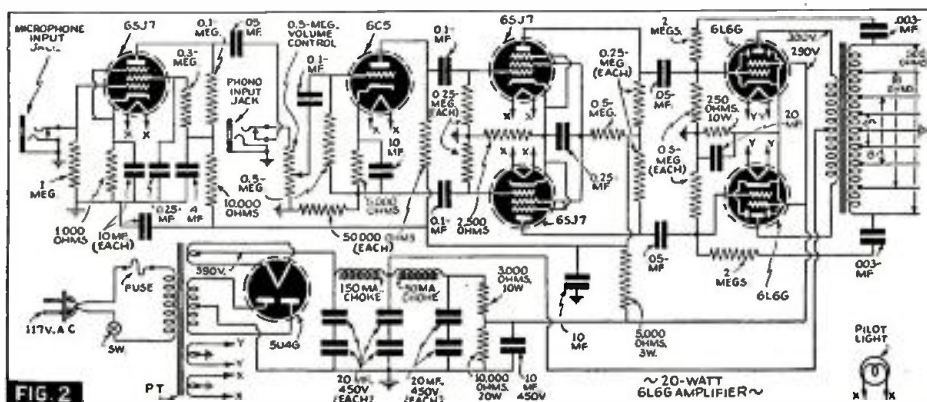 MICROPHONE
INPUT
JACK
6SJ7
0.1-
MEG.
.05
MF.
0.3-
MEG.
PHONO
INPUT
JACK
0.5-MEG.
VOLUME
CONTROL
0.1-
MF.
6C5
0.1
MF.
0.25-
MEG.
(EACH)
6SJ7
0.25-
MEG
(EACH)
0.5-
MEG.
2
MEGS.
.05-
MF.
6L6G
380V.
290V.
.003-
MF
250
OHMS.
10W.
20
MF.
0.5-
MEG
(EACH)
X
X
X
X
Y
Y
Y
Y
1
MEG.
1,000
OHMS
10 MF.
(EACH)
0.25-
MF
MF
10,000
OHMS
0.5-
MEG
10
MF
OHMS
50,000
(EACH)
0.1-
MF
2,500
OHMS
0.25-
MF
6SJ7
.05-
MF
2
MEGS
6L6G
.003-
MF
FUSE
117V. A C
SW.
390V.
5U4G
150 MA.
CHOKE
MA
CHOKE
3,000
OHMS,
10W
10
MF
5,000
OHMS,
3W.
PILOT
LIGHT
X
X
FIG. 2
PT
Y
Y
X
X
20 MF.
450V
(EACH)
20 MF.
450V
(EACH)
10,000
OHMS,
20W
10
MF
450V
~ 20-WATT
6L6G AMPLIFIER ~